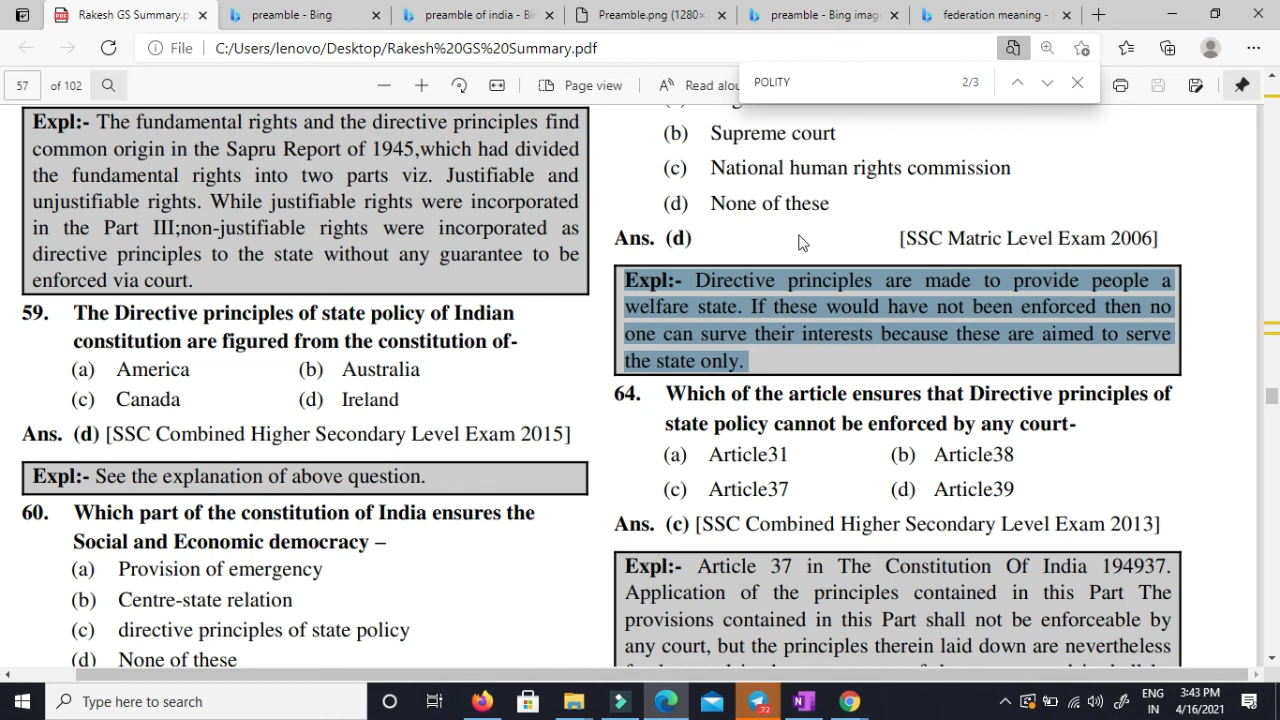 Rakesh GS Summary.p
preamble - Bing
preamble of india - B
Preamble.png (1280×
preamble - Bing imag
federation meaning -
File
C:/Users/lenovo/Desktop/Rakesh%20GS%20Summary.pdf
57 of 102
Page view
Read alou
POLITY
2/3
Expl:- The fundamental rights and the directive principles find
common origin in the Sapru Report of 1945,which had divided
the fundamental rights into two parts viz. Justifiable and
unjustifiable rights. While justifiable rights were incorporated
in the Part III;non-justifiable rights were incorporated as
directive principles to the state without any guarantee to be
enforced via court.
59. The Directive principles of state policy of Indian
constitution are figured from the constitution of-
(a) America (b) Australia
(c) Canada (d) Ireland
Ans. (d) [SSC Combined Higher Secondary Level Exam 2015]
Expl:- See the explanation of above question.
60. Which part of the constitution of India ensures the
Social and Economic democracy –
(a) Provision of emergency
(b) Centre-state relation
(c) directive principles of state policy
(d) None of these
(b) Supreme court
(c) National human rights commission
(d) None of these
Ans. (d) [SSC Matric Level Exam 2006]
Expl:- Directive principles are made to provide people a
welfare state. If these would have not been enforced then no
one can surve their interests because these are aimed to serve
the state only.
64. Which of the article ensures that Directive principles of
state policy cannot be enforced by any court-
(a) Article31 (b) Article38
(c) Article37 (d) Article39
Ans. (c) [SSC Combined Higher Secondary Level Exam 2013]
Expl:- Article 37 in The Constitution Of India 194937.
Application of the principles contained in this Part The
provisions contained in this Part shall not be enforceable by
any court, but the principles therein laid down are nevertheless
Type here to search
72
ENG
IN
3:43 PM
4/16/2021